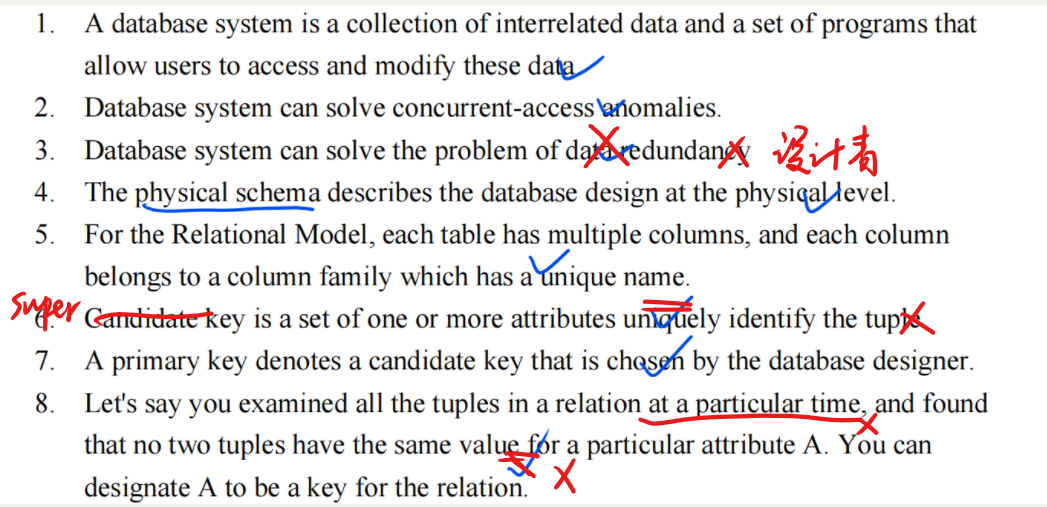 1. A database system is a collection of interrelated data and a set of programs that
allow users to access and modify these data
2. Database system can solve concurrent-access anomalies.
3. Database system can solve the problem of data redundancy 设计者
4. The physical schema describes the database design at the physical level.
5. For the Relational Model, each table has multiple columns, and each column
belongs to a column family which has a unique name.
super
6. Candidate key is a set of one or more attributes uniquely identify the tuple
7. A primary key denotes a candidate key that is chosen by the database designer.
8. Let's say you examined all the tuples in a relation at a particular time, and found
that no two tuples have the same value for a particular attribute A. You can
designate A to be a key for the relation.